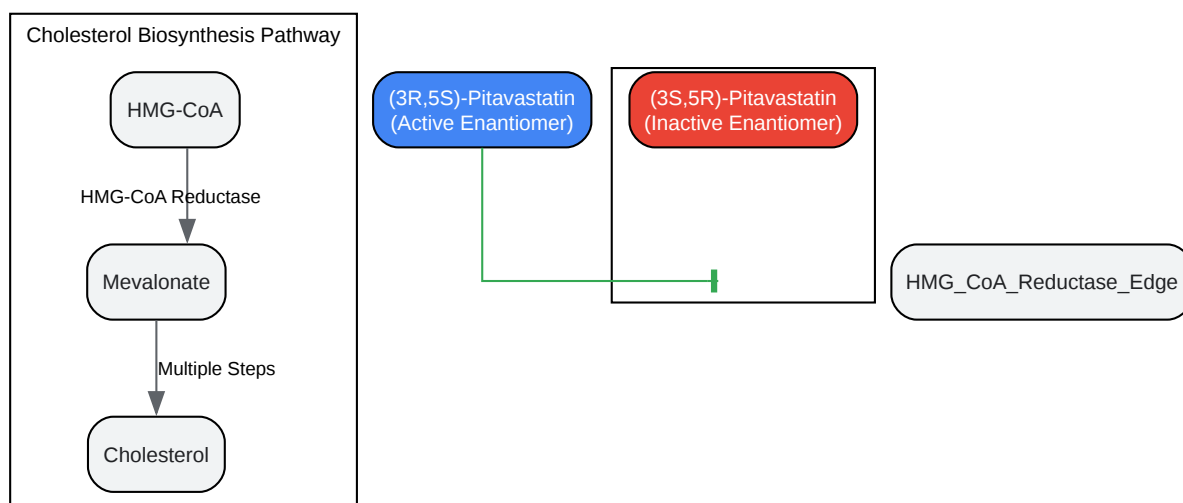 Cholesterol Biosynthesis Pathway
HMG-CoA
HMG-CoA Reductase
Mevalonate
Multiple Steps
Cholesterol
(3R,5S)-Pitavastatin
(Active Enantiomer)
(3S,5R)-Pitavastatin
(Inactive Enantiomer)
HMG_CoA_Reductase_Edge